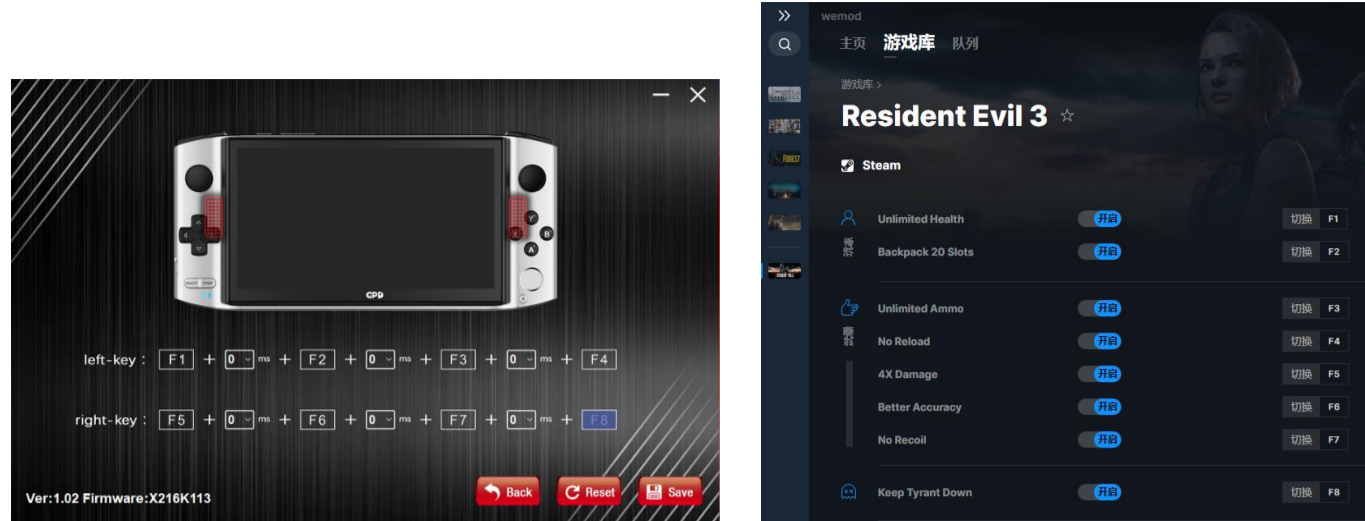 Y
X
B
A
SELECT START
GPD
left-key : F1 + 0 ms + F2 + 0 ms + F3 + 0 ms + F4
right-key : F5 + 0 ms + F6 + 0 ms + F7 + 0 ms + F8
Ver:1.02 Firmware:X216K113
Back
Reset
Save
wemod
主页 游戏库 队列
游戏库 >
Resident Evil 3
Steam
FOREST
Unlimited Health 开启 切换 F1
Backpack 20 Slots 开启 切换 F2
Unlimited Ammo 开启 切换 F3
No Reload 开启 切换 F4
4X Damage 开启 切换 F5
Better Accuracy 开启 切换 F6
No Recoil 开启 切换 F7
Keep Tyrant Down 开启 切换 F8